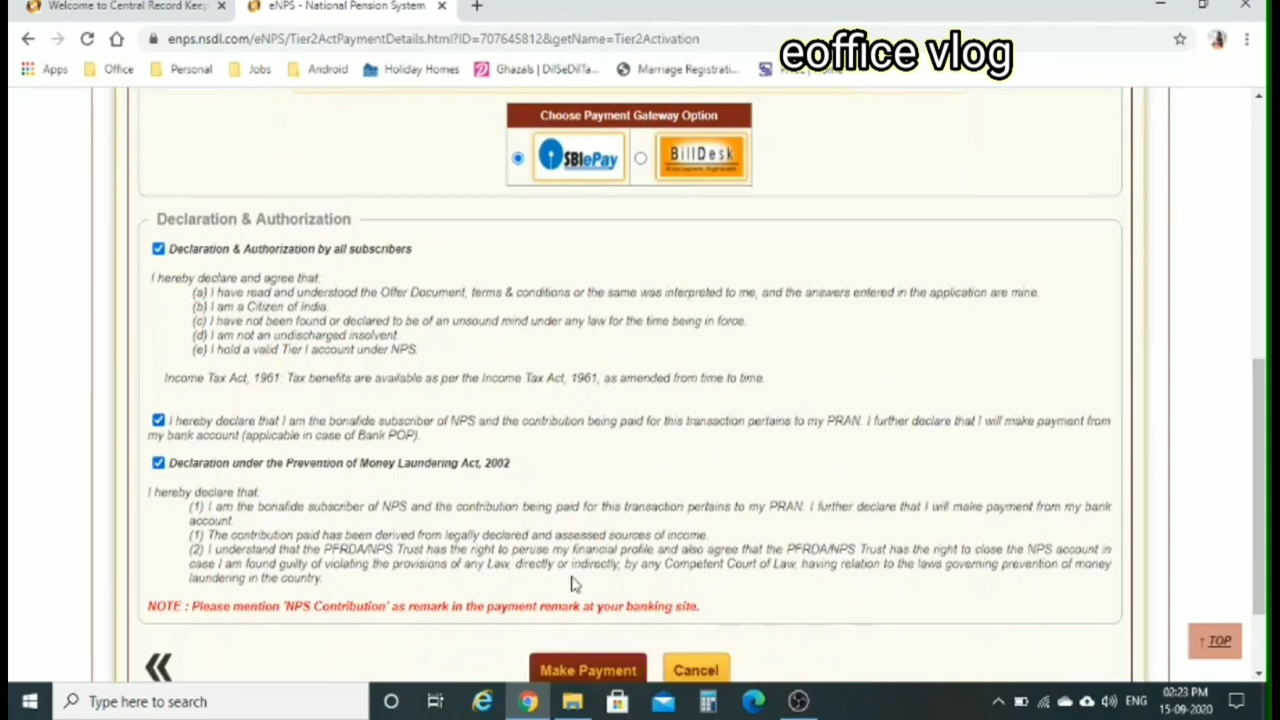 Welcome to Central Record Keep
eNPS - National Pension System
enps.nsdl.com/eNPS/Tier2ActPaymentDetails.html?ID=707645812&getName=Tier2Activation
eoffice vlog
Apps Office Personal Jobs Android Holiday Homes Ghazals | DilSeDilTa... Marriage Registrati...
Choose Payment Gateway Option
SBIePay BillDesk
Declaration & Authorization
Declaration & Authorization by all subscribers
I hereby declare and agree that:
(a) I have read and understood the Offer Document, terms & conditions or the same was interpreted to me, and the answers entered in the application are mine.
(b) I am a Citizen of India.
(c) I have not been found or declared to be of an unsound mind under any law for the time being in force.
(d) I am not an undischarged insolvent.
(e) I hold a valid Tier I account under NPS.
Income Tax Act, 1961: Tax benefits are available as per the Income Tax Act, 1961, as amended from time to time.
I hereby declare that I am the bonafide subscriber of NPS and the contribution being paid for this transaction pertains to my PRAN. I further declare that I will make payment from
my bank account (applicable in case of Bank POP).
Declaration under the Prevention of Money Laundering Act, 2002
I hereby declare that:
(1) I am the bonafide subscriber of NPS and the contribution being paid for this transaction pertains to my PRAN. I further declare that I will make payment from my bank
account.
(1) The contribution paid has been derived from legally declared and assessed sources of income.
(2) I understand that the PFRDA/NPS Trust has the right to peruse my financial profile and also agree that the PFRDA/NPS Trust has the right to close the NPS account in
case I am found guilty of violating the provisions of any Law, directly or indirectly, by any Competent Court of Law, having relation to the laws governing prevention of money
laundering in the country.
NOTE : Please mention 'NPS Contribution' as remark in the payment remark at your banking site.
↑ TOP
Make Payment Cancel
Type here to search
ENG
02:23 PM
15-09-2020